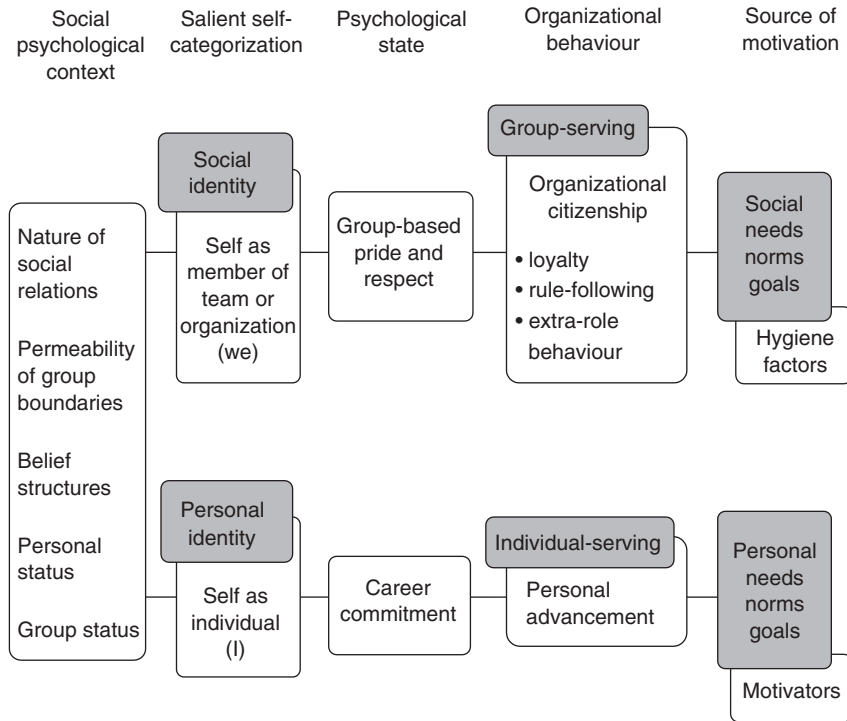 Social
psychological
context
Salient self-
categorization
Psychological
state
Organizational
behaviour
Source of
motivation
Nature of
social
relations
Permeability
of group
boundaries
Belief
structures
Personal
status
Group status
Social
identity
Self as
member of
team or
organization
(we)
Group-based
pride and
respect
Group-serving
Organizational
citizenship
• loyalty
• rule-following
• extra-role
behaviour
Social
needs
norms
goals
Hygiene
factors
Personal
identity
Self as
individual
(I)
Career
commitment
Individual-serving
Personal
advancement
Personal
needs
norms
goals
Motivators